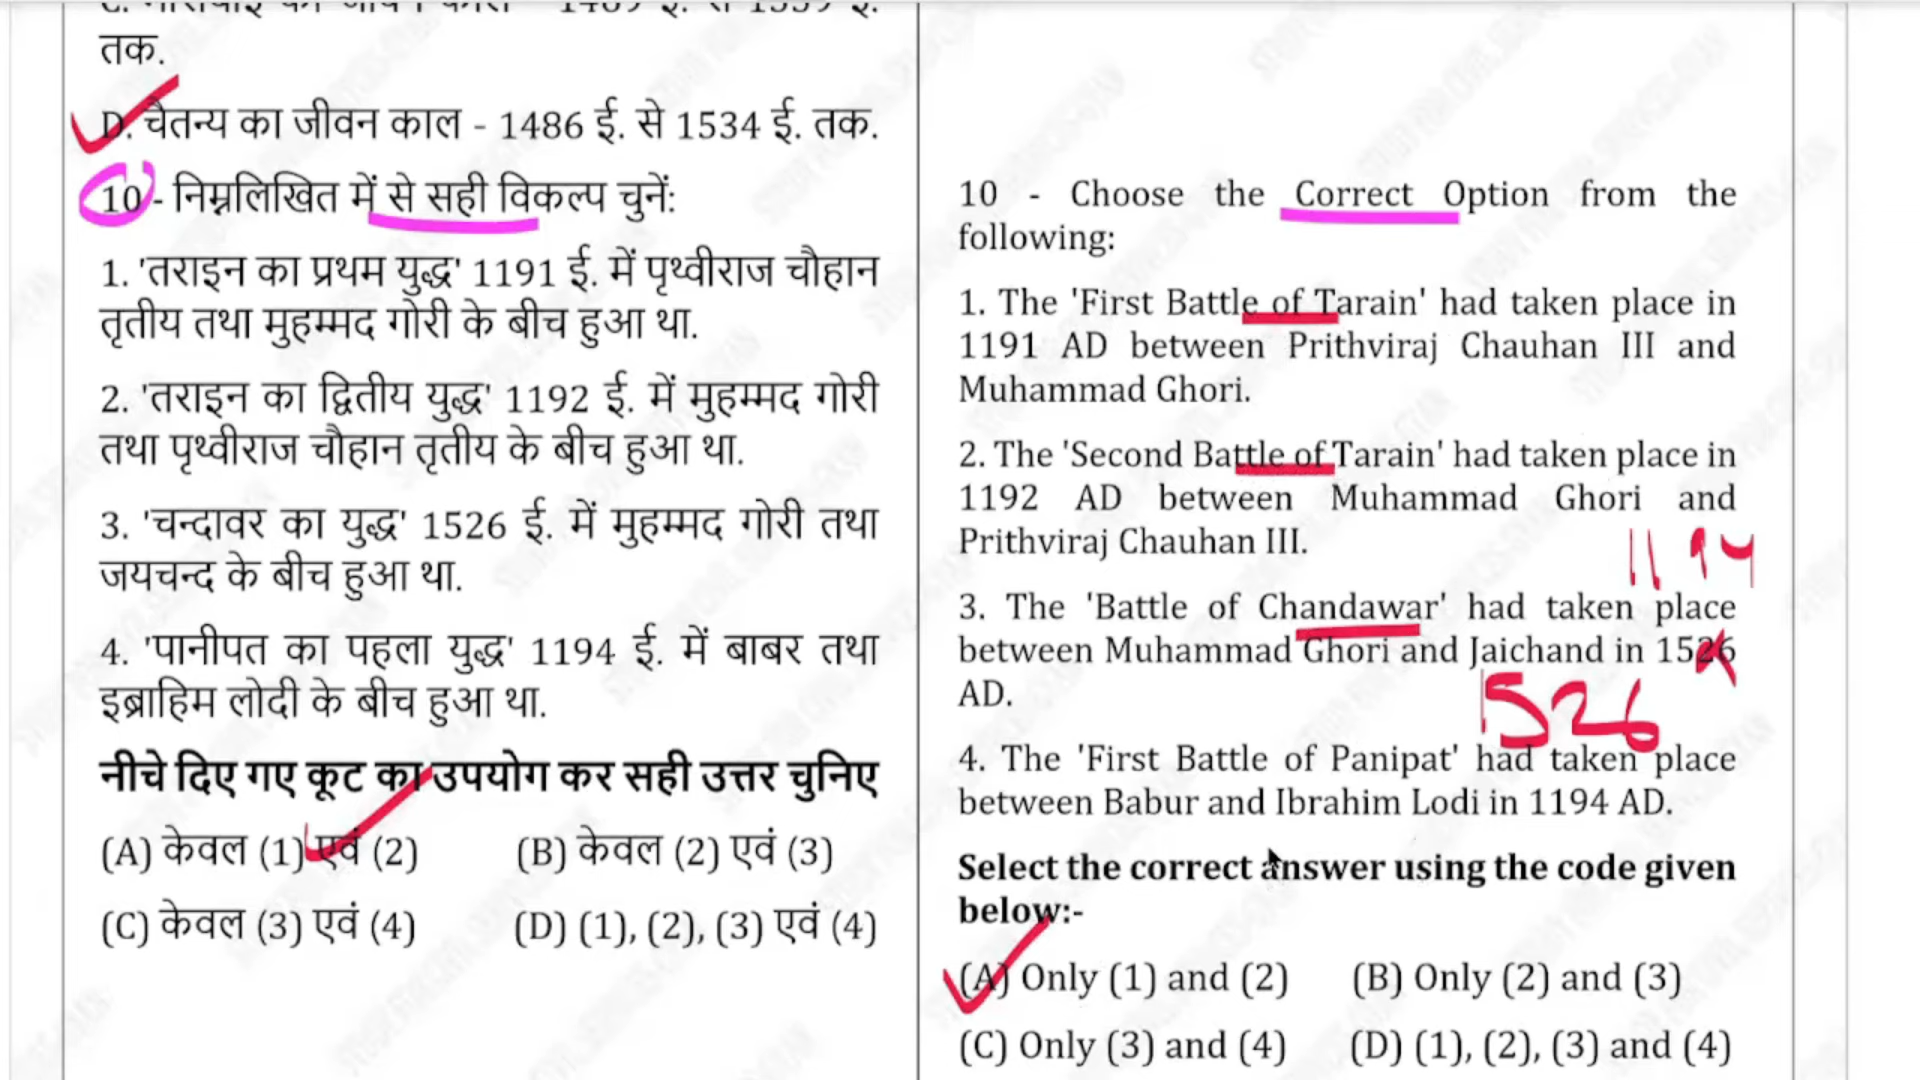 तक.
D. चैतन्य का जीवन काल - 1486 ई. से 1534 ई. तक.
10 - निम्नलिखित में से सही विकल्प चुनें:
1. 'तराइन का प्रथम युद्ध' 1191 ई. में पृथ्वीराज चौहान
तृतीय तथा मुहम्मद गोरी के बीच हुआ था.
2. 'तराइन का द्वितीय युद्ध' 1192 ई. में मुहम्मद गोरी
तथा पृथ्वीराज चौहान तृतीय के बीच हुआ था.
3. 'चन्दावर का युद्ध' 1526 ई. में मुहम्मद गोरी तथा
जयचन्द के बीच हुआ था.
4. 'पानीपत का पहला युद्ध' 1194 ई. में बाबर तथा
इब्राहिम लोदी के बीच हुआ था.
नीचे दिए गए कूट का उपयोग कर सही उत्तर चुनिए
(A) केवल (1) एवं (2) (B) केवल (2) एवं (3)
(C) केवल (3) एवं (4) (D) (1), (2), (3) एवं (4)
10 - Choose the Correct Option from the
following:
1. The 'First Battle of Tarain' had taken place in
1191 AD between Prithviraj Chauhan III and
Muhammad Ghori.
2. The 'Second Battle of Tarain' had taken place in
1192 AD between Muhammad Ghori and
Prithviraj Chauhan III.
1194
3. The 'Battle of Chandawar' had taken place
between Muhammad Ghori and Jaichand in 1526
AD.
1526
4. The 'First Battle of Panipat' had taken place
between Babur and Ibrahim Lodi in 1194 AD.
Select the correct answer using the code given
below:-
(A) Only (1) and (2) (B) Only (2) and (3)
(C) Only (3) and (4) (D) (1), (2), (3) and (4)